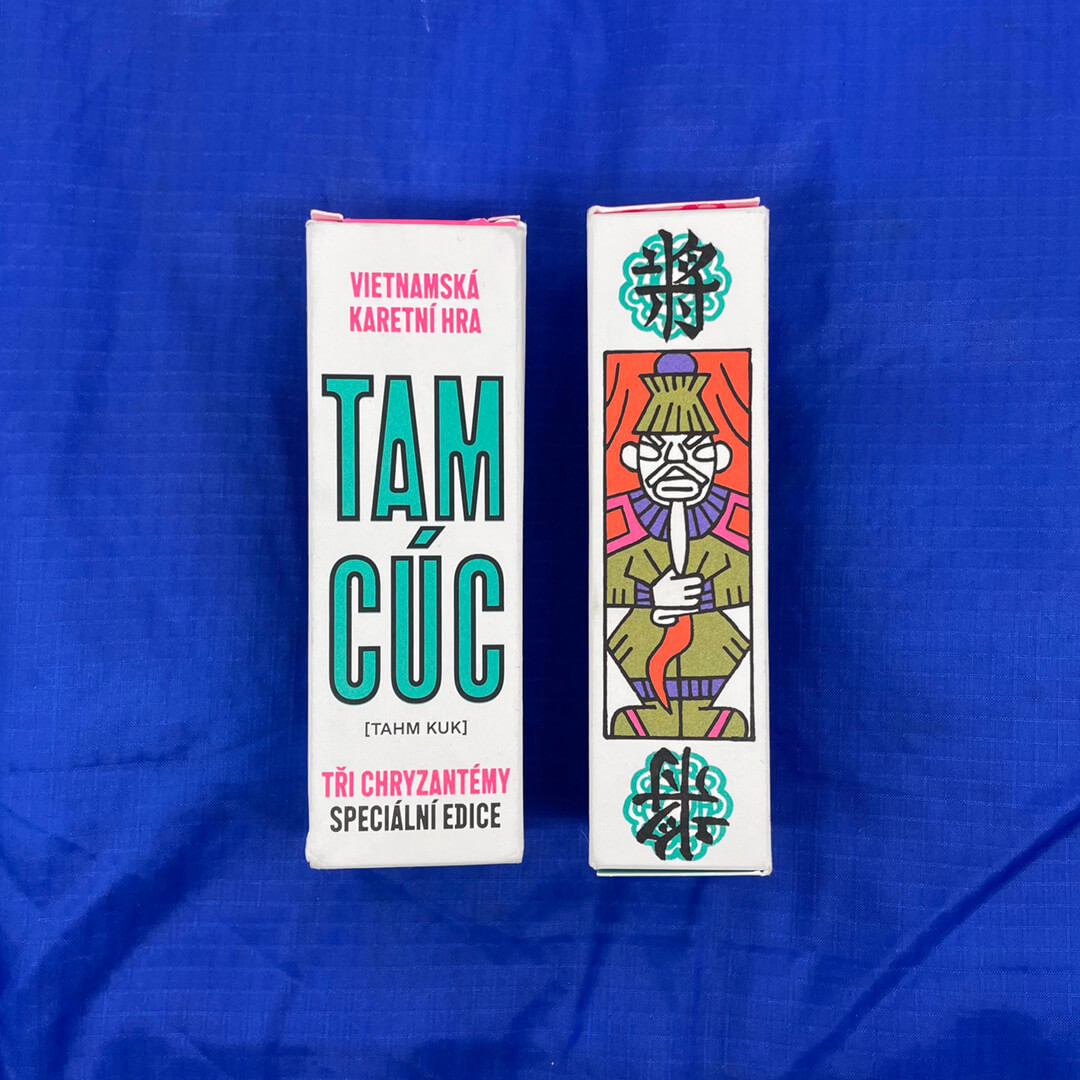 VIETNAMSKÁ
KARETNÍ HRA
TAM
CÚC
[TAHM KUK]
TŘI CHRYZANTÉMY
SPECIÁLNÍ EDICE
將
將